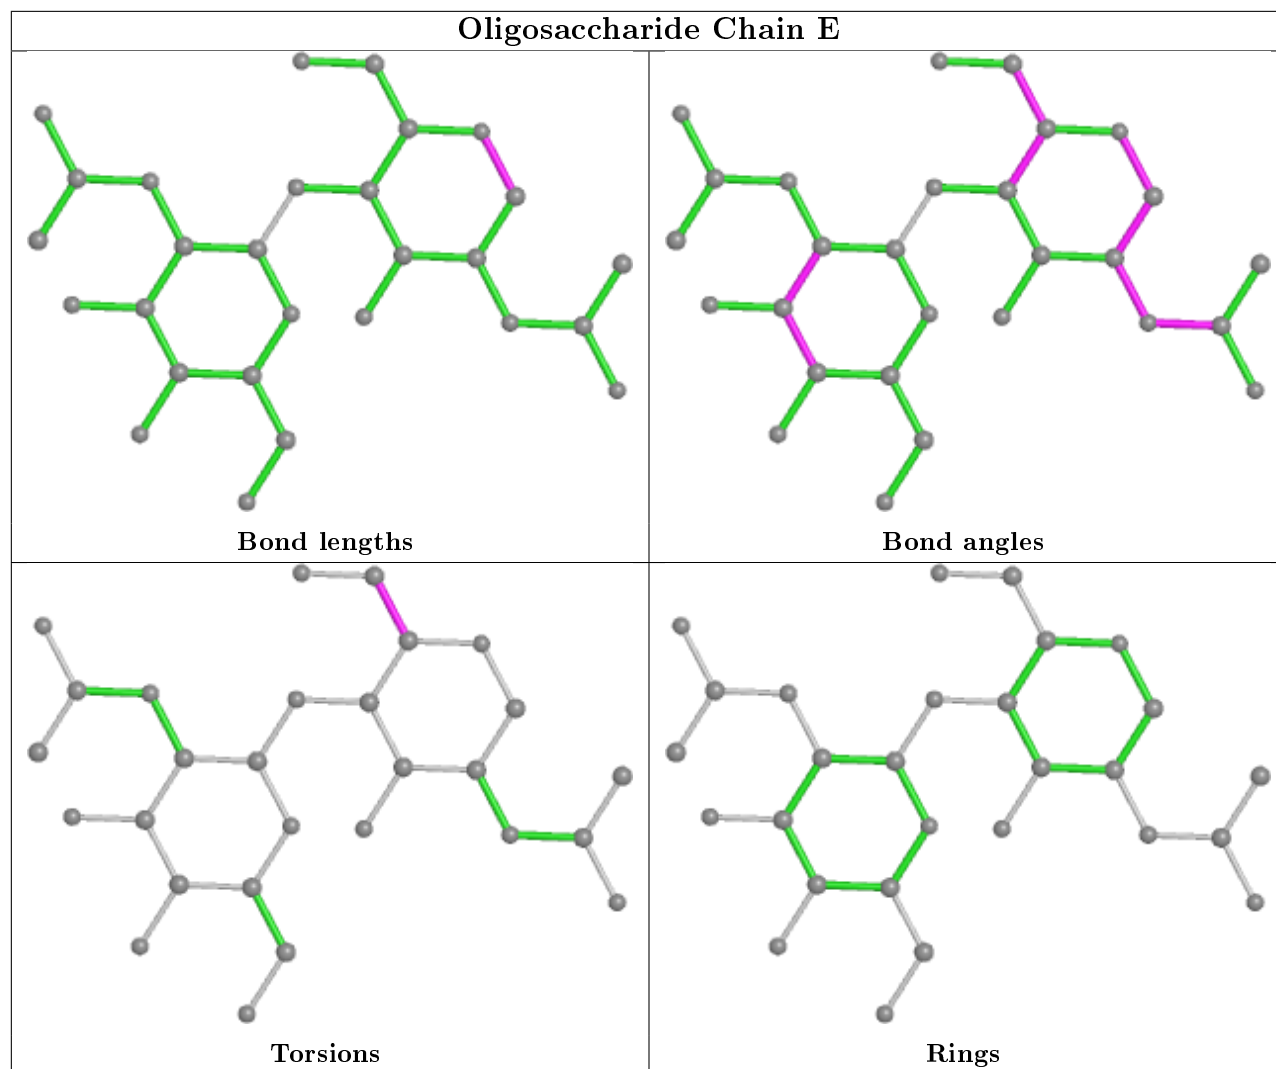 Oligosaccharide Chain E
Bond lengths
Bond angles
Torsions
Rings